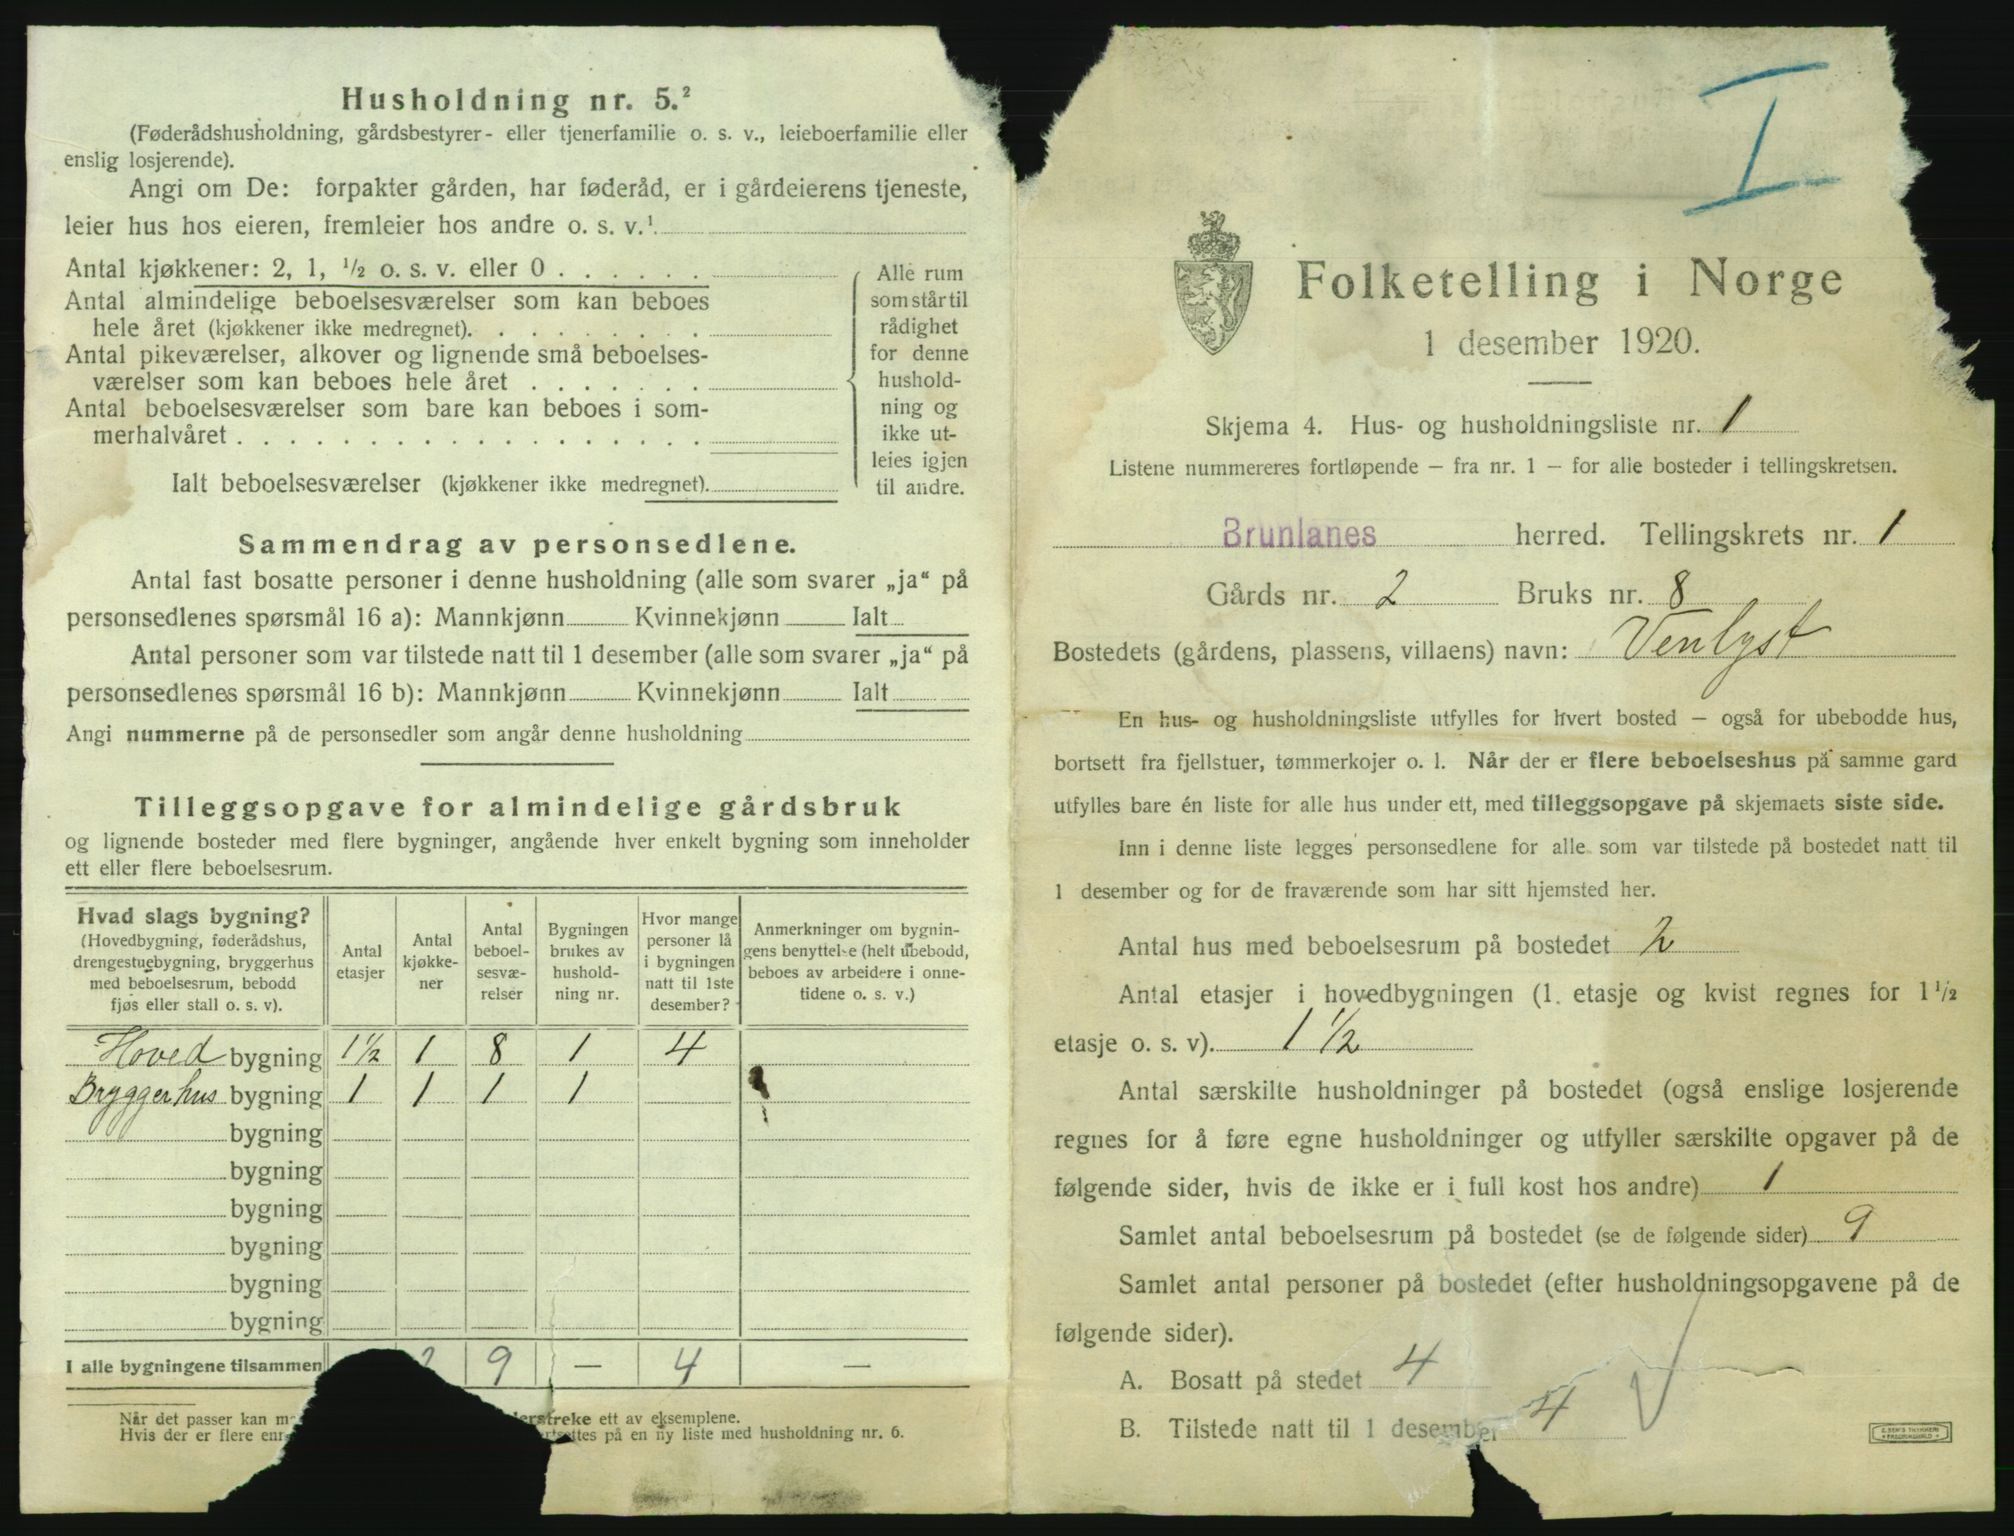 Husholdning nr. 5.²
(Føderådshusholdning, gårdsbestyrer- eller tjenerfamilie o. s. v., leieboerfamilie eller
enslig losjerende).
Angi om De: forpakter gården, har føderåd, er i gårdeierens tjeneste,
leier hus hos eieren, fremleier hos andre o. s. v.¹
Antal kjøkkener: 2, 1, ½ o. s. v. eller 0
Antal almindelige beboelsesværelser som kan beboes
hele året (kjøkkener ikke medregnet).
Antal pikeværelser, alkover og lignende små beboelses-
værelser som kan beboes hele året
Antal beboelsesværelser som bare kan beboes i som-
merhalvåret
Ialt beboelsesværelser (kjøkkener ikke medregnet).
Alle rum
som står til
rådighet
for denne
hushold-
ning og
ikke ut-
leies igjen
til andre.
Sammendrag av personsedlene.
Antal fast bosatte personer i denne husholdning (alle som svarer „ja“ på
personsedlenes spørsmål 16 a): Mannkjønn Kvinnekjønn Ialt
Antal personer som var tilstede natt til 1 desember (alle som svarer „ja“ på
personsedlenes spørsmål 16 b): Mannkjønn Kvinnekjønn Ialt
Angi nummerne på de personsedler som angår denne husholdning
Tilleggsopgave for almindelige gårdsbruk
og lignende bosteder med flere bygninger, angående hver enkelt bygning som inneholder
ett eller flere beboelsesrum.
Hvad slags bygning?
(Hovedbygning, føderådshus,
drengestuebygning, bryggerhus
med beboelsesrum, bebodd
fjøs eller stall o. s. v).
Antal
etasjer
Antal
kjøkke-
ner
Antal
beboel-
sesvæ-
relser
Bygningen
brukes av
hushold-
ning nr.
Hvor mange
personer lå
i bygningen
natt til 1ste
desember?
Anmerkninger om bygnin-
gens benyttelse (helt ubebodd,
beboes av arbeidere i onne-
tidene o. s. v.)
Hoved bygning 1½ 1 8 1 4
Bryggerhus bygning 1 1 1 1
bygning
bygning
bygning
bygning
bygning
bygning
I alle bygningene tilsammen 2 9 — 4 —
Når det passer kan m
erstreke ett av eksemplene.
Hvis der er flere enn
ortsettes på en ny liste med husholdning nr. 6.
I
Folketelling i Norge
1 desember 1920.
Skjema 4. Hus- og husholdningsliste nr. 1
Listene nummereres fortløpende – fra nr. 1 – for alle bosteder i tellingskretsen.
Brunlanes herred. Tellingskrets nr. 1
Gårds nr. 2 Bruks nr. 8
Bostedets (gårdens, plassens, villaens) navn: Venlyst
En hus- og husholdningsliste utfylles for hvert bosted – også for ubebodde hus,
bortsett fra fjellstuer, tømmerkojer o. l. Når der er flere beboelseshus på samme gard
utfylles bare én liste for alle hus under ett, med tilleggsopgave på skjemaets siste side.
Inn i denne liste legges personsedlene for alle som var tilstede på bostedet natt til
1 desember og for de fraværende som har sitt hjemsted her.
Antal hus med beboelsesrum på bostedet 2
Antal etasjer i hovedbygningen (1. etasje og kvist regnes for 1½
etasje o. s. v). 1½
Antal særskilte husholdninger på bostedet (også enslige losjerende
regnes for å føre egne husholdninger og utfyller særskilte opgaver på de
følgende sider, hvis de ikke er i full kost hos andre) 1
Samlet antal beboelsesrum på bostedet (se de følgende sider) 9
Samlet antal personer på bostedet (efter husholdningsopgavene på de
følgende sider).
A. Bosatt på stedet 4
B. Tilstede natt til 1 desember 4